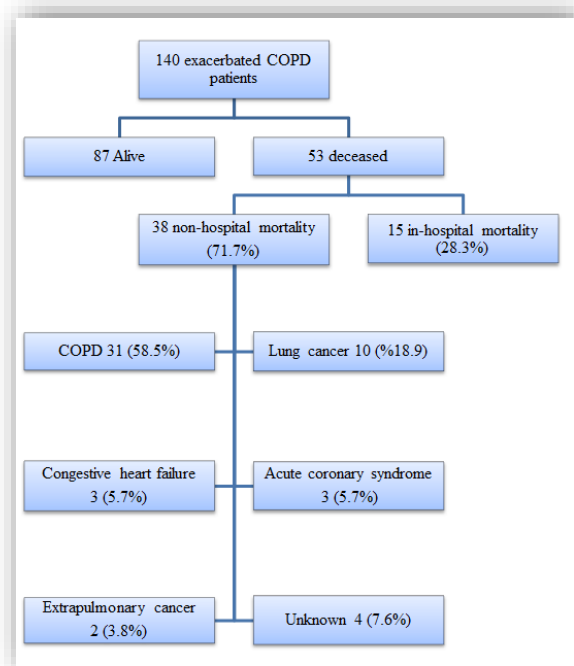 140 exacerbated COPD
patients
87 Alive
53 deceased
38 non-hospital mortality
(71.7%)
15 in-hospital mortality
(28.3%)
COPD 31 (58.5%)
Lung cancer 10 (%18.9)
Congestive heart failure
3 (5.7%)
Acute coronary syndrome
3 (5.7%)
Extrapulmonary cancer
2 (3.8%)
Unknown 4 (7.6%)